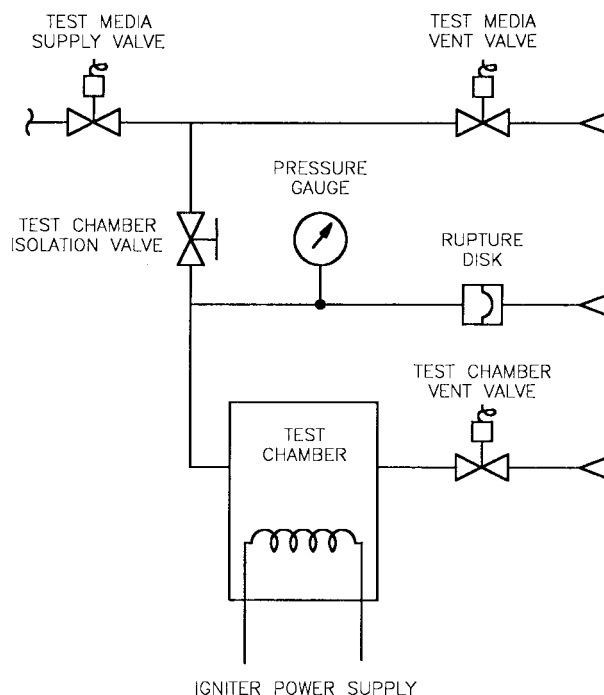 TEST MEDIA
SUPPLY VALVE
TEST MEDIA
VENT VALVE
PRESSURE
GAUGE
TEST CHAMBER
ISOLATION VALVE
RUPTURE
DISK
TEST CHAMBER
VENT VALVE
TEST
CHAMBER
IGNITER POWER SUPPLY